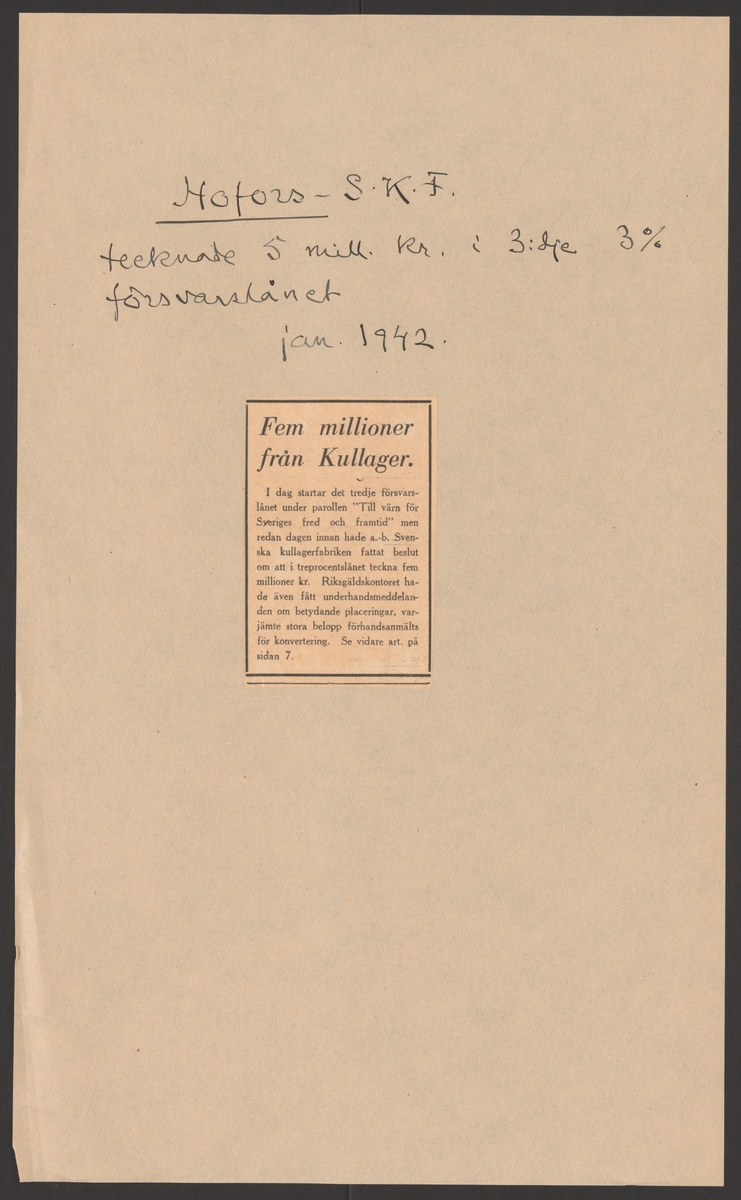 Hofors - S.K.F.
tecknade 5 mill. kr. i 3:dje 3%
försvarslånet
jan. 1942.
Fem millioner
från Kullager.
I dag startar det tredje försvars-
lånet under parollen "Till värn för
Sveriges fred och framtid" men
redan dagen innan hade a.-b. Sven-
ska kullagerfabriken fattat beslut
om att i treprocentslånet teckna fem
millioner kr. Riksgäldskontoret ha-
de även fått underhandsmeddelan-
den om betydande placeringar, var-
jämte stora belopp förhandsanmälts
för konvertering. Se vidare art. på
sidan 7.